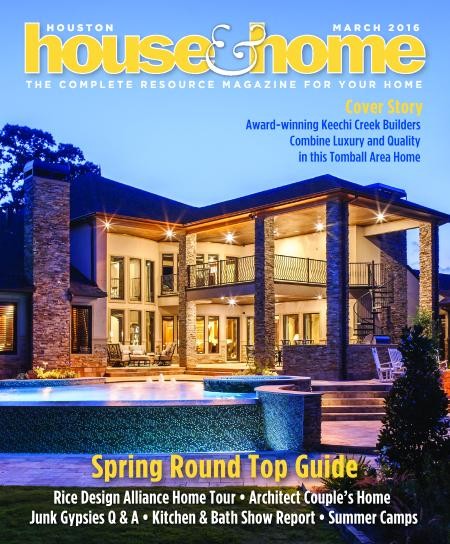 HOUSTON
MARCH 2016
house&home
THE COMPLETE RESOURCE MAGAZINE FOR YOUR HOME
Cover Story
Award-winning Keechi Creek Builders
Combine Luxury and Quality
in this Tomball Area Home
Spring Round Top Guide
Rice Design Alliance Home Tour • Architect Couple's Home
Junk Gypsies Q & A • Kitchen & Bath Show Report • Summer Camps